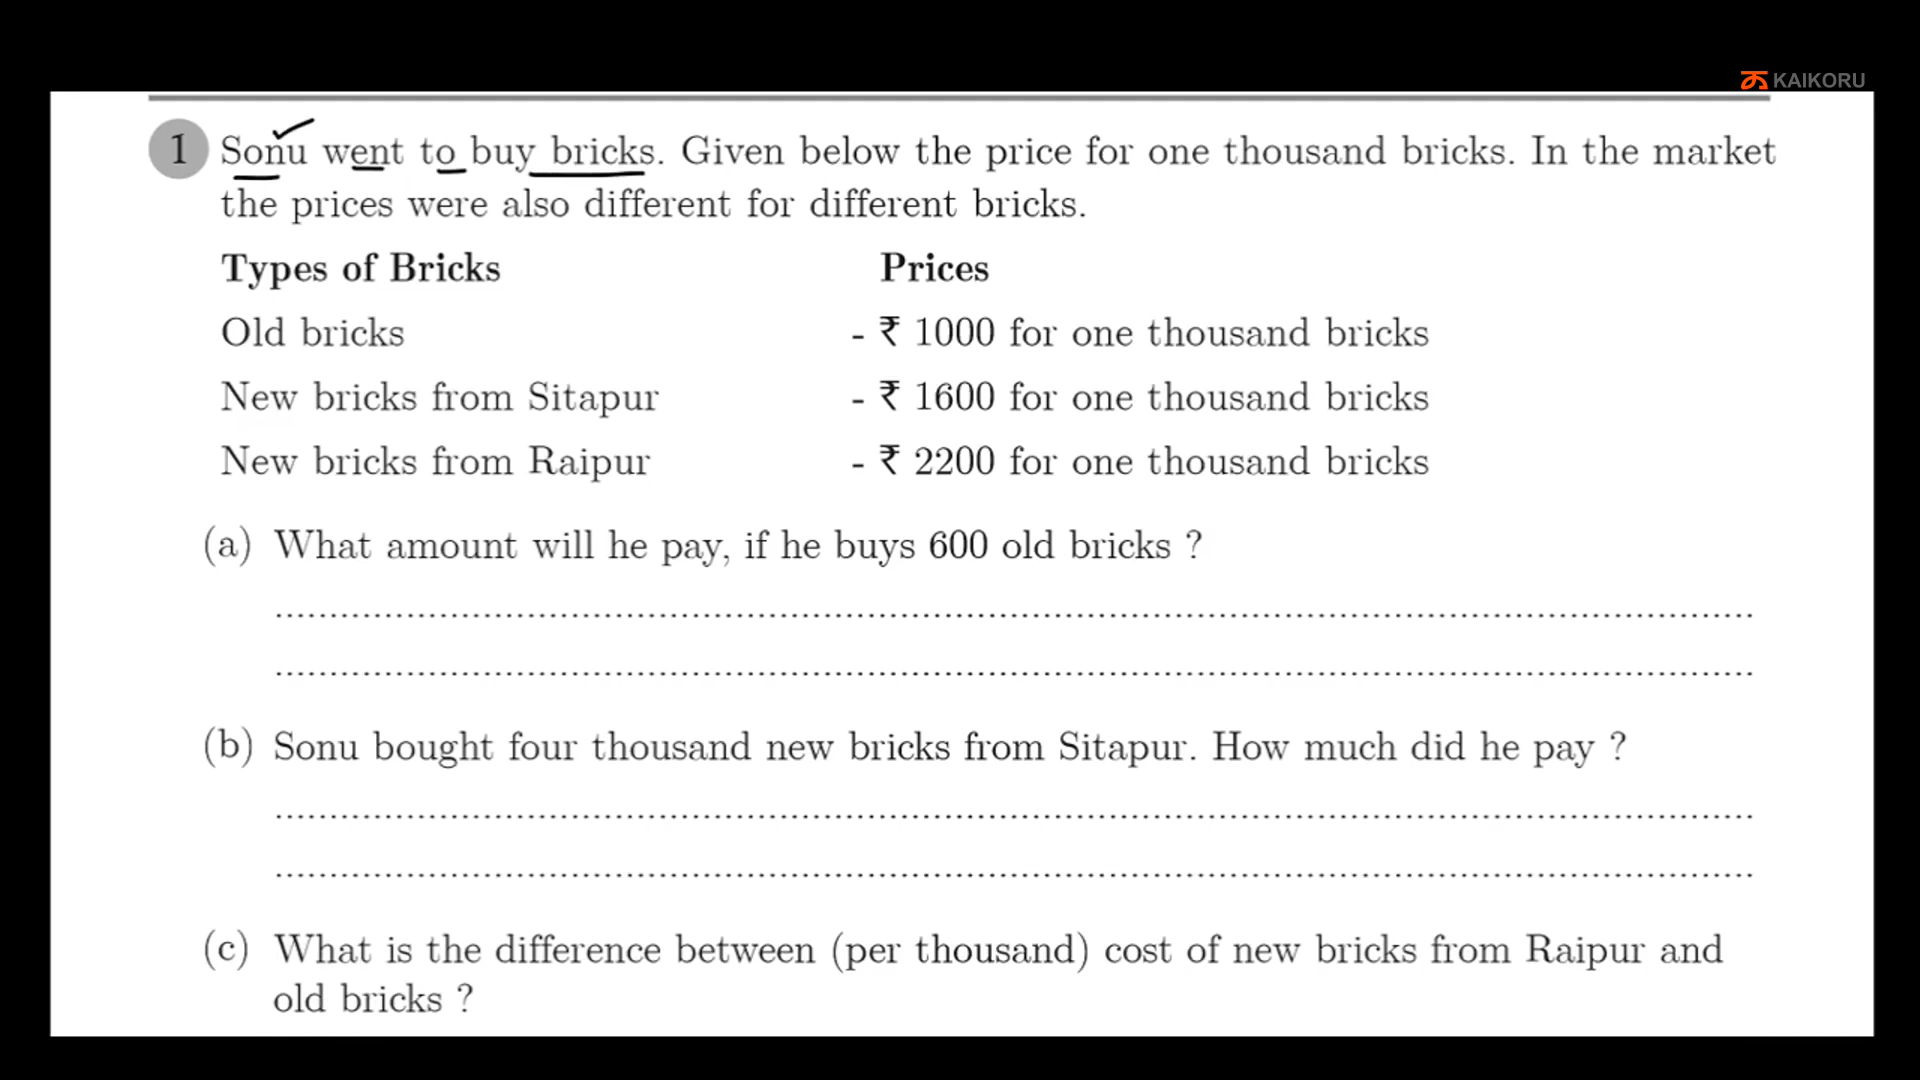 KAIKORU
1 Sonu went to buy bricks. Given below the price for one thousand bricks. In the market
the prices were also different for different bricks.
Types of Bricks Prices
Old bricks - ₹ 1000 for one thousand bricks
New bricks from Sitapur - ₹ 1600 for one thousand bricks
New bricks from Raipur - ₹ 2200 for one thousand bricks
(a) What amount will he pay, if he buys 600 old bricks ?
(b) Sonu bought four thousand new bricks from Sitapur. How much did he pay ?
(c) What is the difference between (per thousand) cost of new bricks from Raipur and
old bricks ?